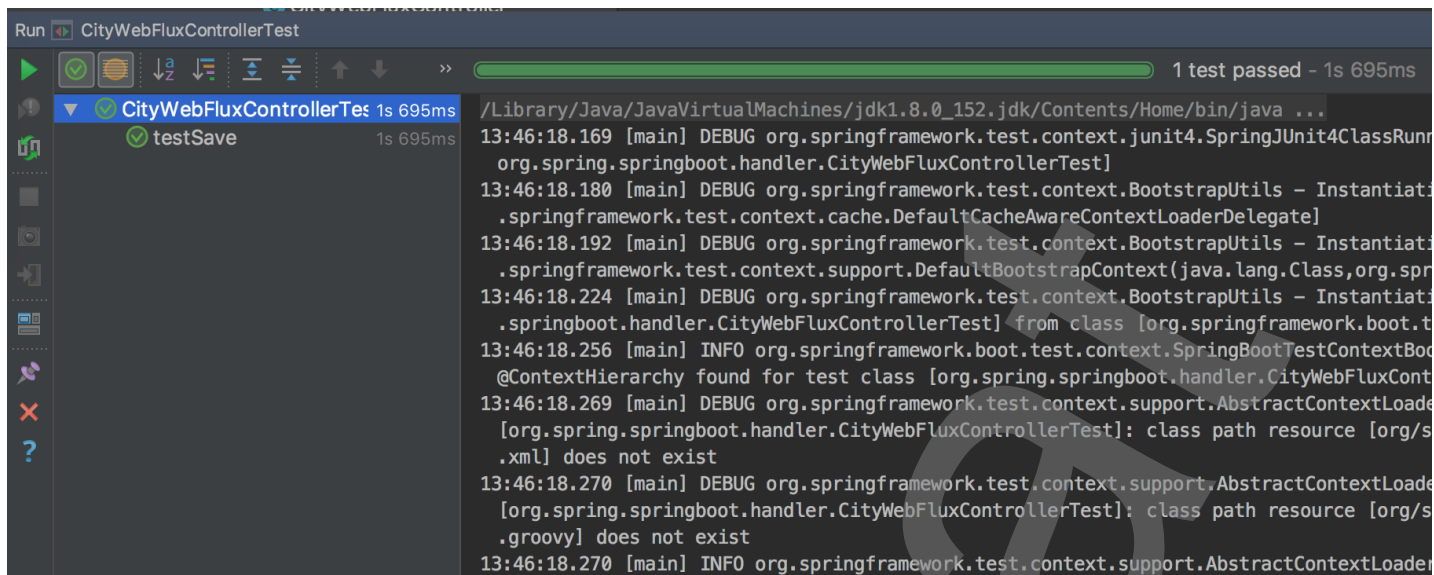 Run CityWebFluxControllerTest
1 test passed – 1s 695ms
CityWebFluxControllerTes 1s 695ms
testSave 1s 695ms
/Library/Java/JavaVirtualMachines/jdk1.8.0_152.jdk/Contents/Home/bin/java ...
13:46:18.169 [main] DEBUG org.springframework.test.context.junit4.SpringJUnit4ClassRunn
org.spring.springboot.handler.CityWebFluxControllerTest]
13:46:18.180 [main] DEBUG org.springframework.test.context.BootstrapUtils – Instantiati
.springframework.test.context.cache.DefaultCacheAwareContextLoaderDelegate]
13:46:18.192 [main] DEBUG org.springframework.test.context.BootstrapUtils – Instantiati
.springframework.test.context.support.DefaultBootstrapContext(java.lang.Class,org.spr
13:46:18.224 [main] DEBUG org.springframework.test.context.BootstrapUtils – Instantiati
.springboot.handler.CityWebFluxControllerTest] from class [org.springframework.boot.t
13:46:18.256 [main] INFO org.springframework.boot.test.context.SpringBootTestContextBoo
@ContextHierarchy found for test class [org.spring.springboot.handler.CityWebFluxCont
13:46:18.269 [main] DEBUG org.springframework.test.context.support.AbstractContextLoade
[org.spring.springboot.handler.CityWebFluxControllerTest]: class path resource [org/s
.xml] does not exist
13:46:18.270 [main] DEBUG org.springframework.test.context.support.AbstractContextLoade
[org.spring.springboot.handler.CityWebFluxControllerTest]: class path resource [org/s
.groovy] does not exist
13:46:18.270 [main] INFO org.springframework.test.context.support.AbstractContextLoader